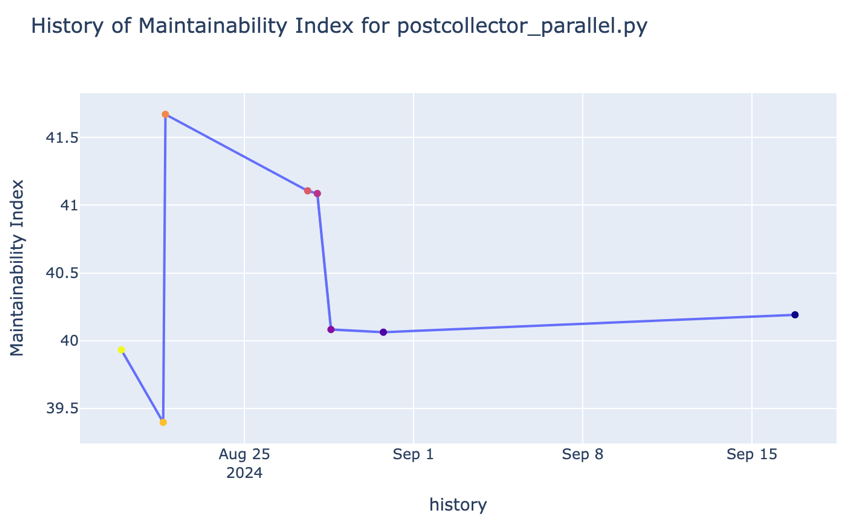 History of Maintainability Index for postcollector_parallel.py
41.5
41
40.5
40
39.5
Maintainability Index
Aug 25
2024
Sep 1
Sep 8
Sep 15
history